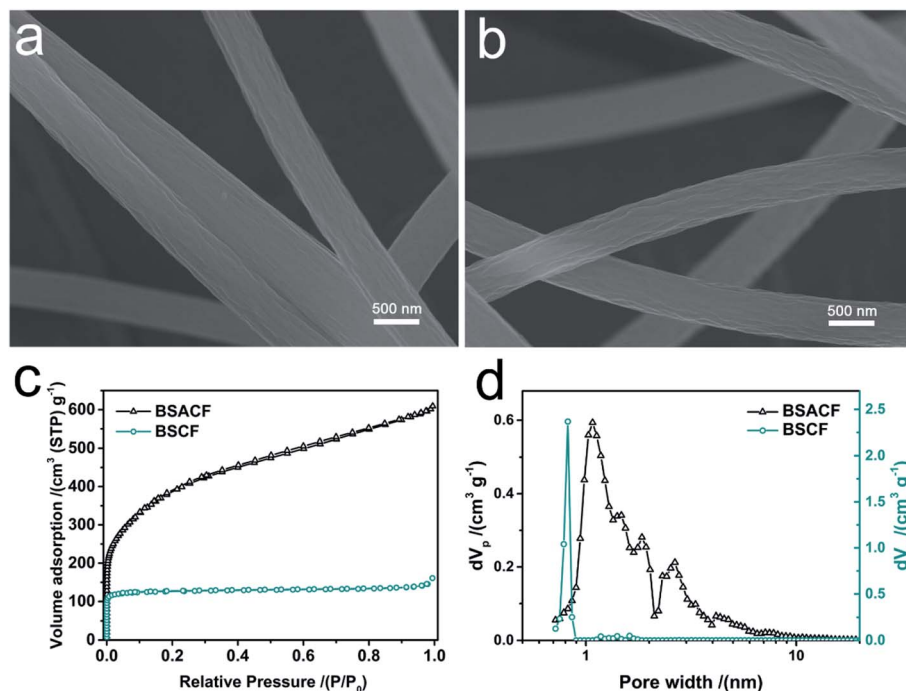 a
b
500 nm
500 nm
c
d
BSACF
BSCF
Volume adsorption /(cm³ (STP) g⁻¹)
600
500
400
300
200
100
0
0.0 0.2 0.4 0.6 0.8 1.0
Relative Pressure /(P/P₀)
BSACF
BSCF
dVₚ /(cm³ g⁻¹)
0.6
0.4
0.2
0.0
1 10
Pore width /(nm)
2.5
2.0
1.5
1.0
0.5
0
dV /(cm³ g⁻¹)